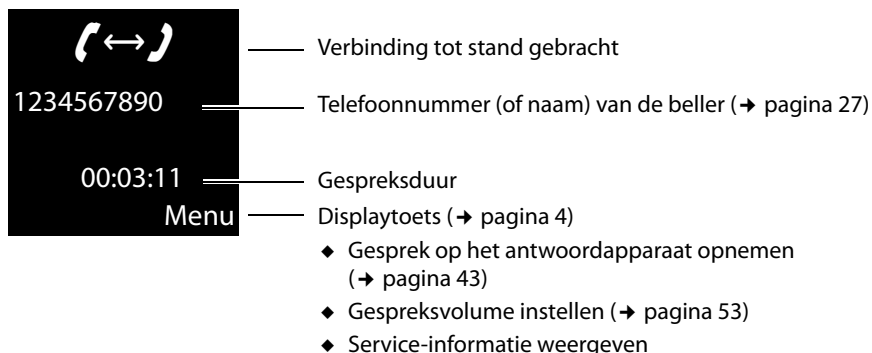 Verbinding tot stand gebracht
1234567890 Telefoonnummer (of naam) van de beller (➔ pagina 27)
00:03:11 Gespreksduur
Menu Displaytoets (➔ pagina 4)
◆ Gesprek op het antwoordapparaat opnemen
(➔ pagina 43)
◆ Gespreksvolume instellen (➔ pagina 53)
◆ Service-informatie weergeven